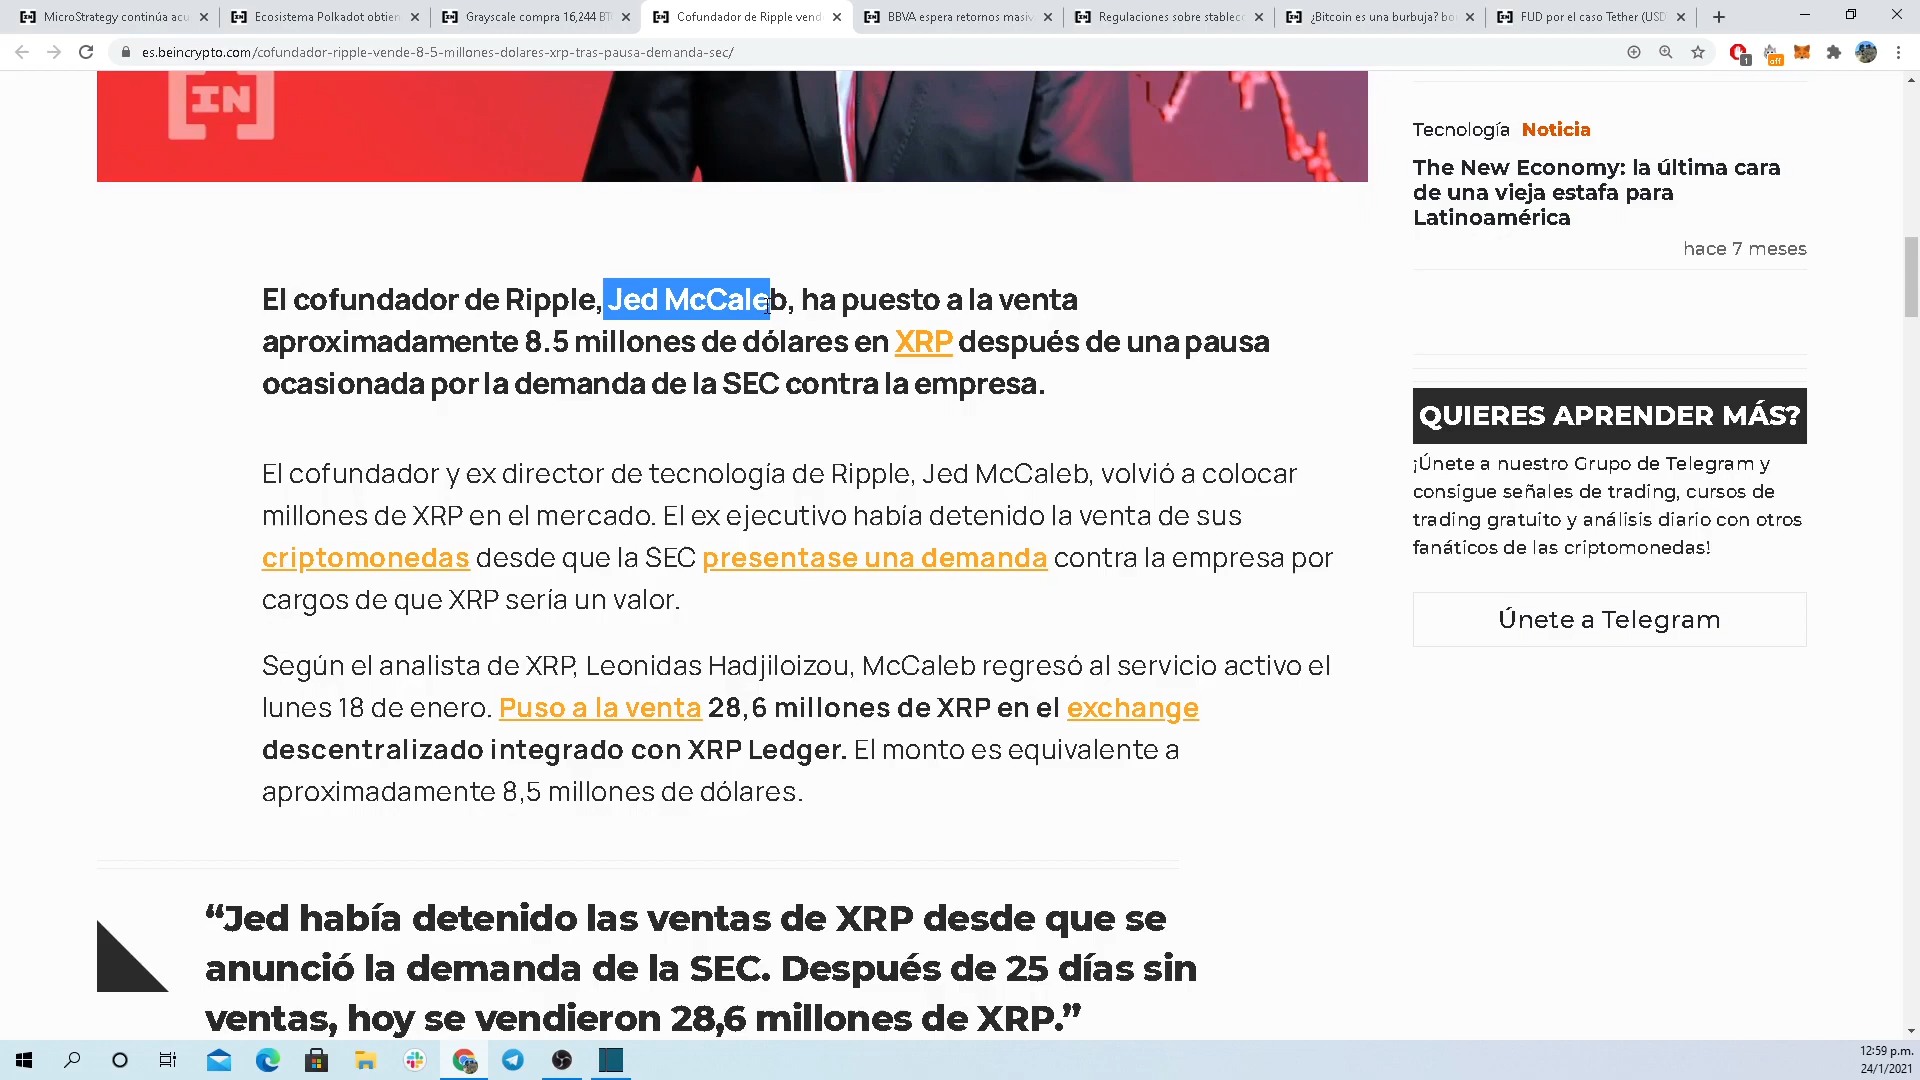 MicroStrategy continúa acu
Ecosistema Polkadot obtien
Grayscale compra 16,244 BT
Cofundador de Ripple vend
BBVA espera retornos masiv
Regulaciones sobre stablec
¿Bitcoin es una burbuja? bo
FUD por el caso Tether (USD
es.beincrypto.com/cofundador-ripple-vende-8-5-millones-dolares-xrp-tras-pausa-demanda-sec/
1
off
IN
Tecnología Noticia
The New Economy: la última cara
de una vieja estafa para
Latinoamérica
hace 7 meses
El cofundador de Ripple, Jed McCaleb, ha puesto a la venta
aproximadamente 8.5 millones de dólares en XRP después de una pausa
ocasionada por la demanda de la SEC contra la empresa.
QUIERES APRENDER MÁS?
¡Únete a nuestro Grupo de Telegram y
consigue señales de trading, cursos de
trading gratuito y análisis diario con otros
fanáticos de las criptomonedas!
Únete a Telegram
El cofundador y ex director de tecnología de Ripple, Jed McCaleb, volvió a colocar
millones de XRP en el mercado. El ex ejecutivo había detenido la venta de sus
criptomonedas desde que la SEC presentase una demanda contra la empresa por
cargos de que XRP sería un valor.
Según el analista de XRP, Leonidas Hadjiloizou, McCaleb regresó al servicio activo el
lunes 18 de enero. Puso a la venta 28,6 millones de XRP en el exchange
descentralizado integrado con XRP Ledger. El monto es equivalente a
aproximadamente 8,5 millones de dólares.
“Jed había detenido las ventas de XRP desde que se
anunció la demanda de la SEC. Después de 25 días sin
ventas, hoy se vendieron 28,6 millones de XRP.”
12:59 p.m.
24/1/2021